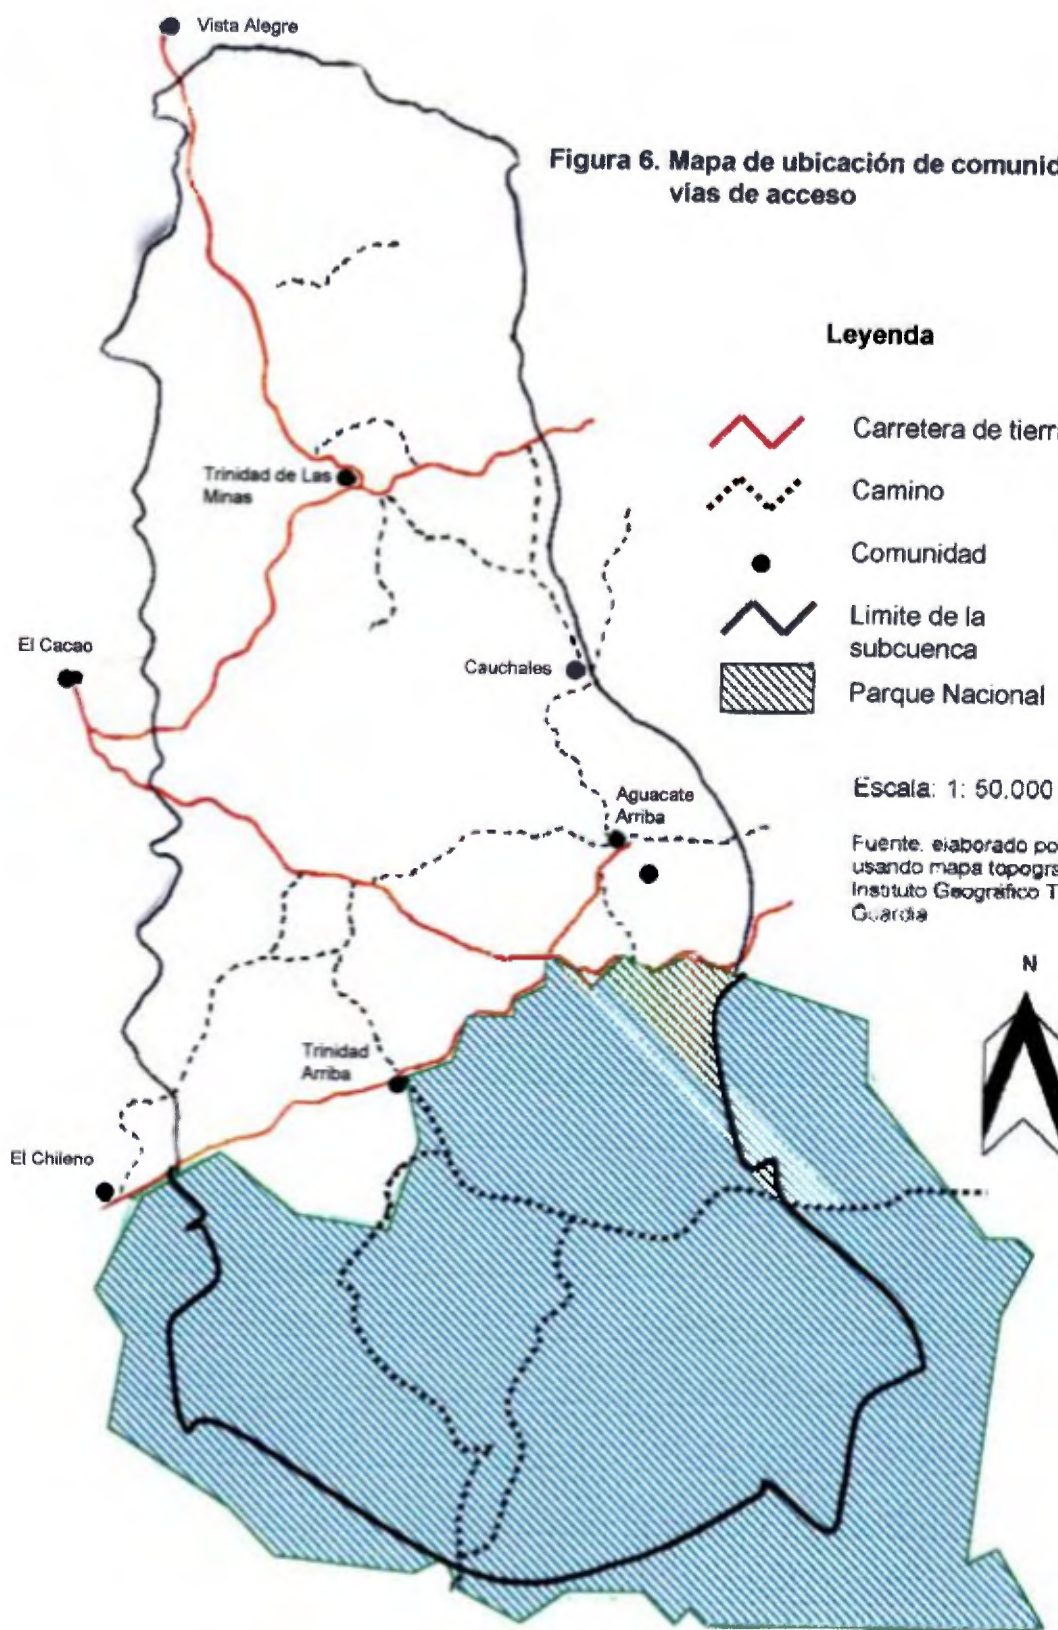 Vista Alegre
Figura 6. Mapa de ubicación de comunid
vías de acceso
Leyenda
Carretera de tierr
Camino
Comunidad
Limite de la
subcuenca
Parque Nacional
Trinidad de Las
Minas
El Cacao
Cauchales
Aguacate
Arriba
Escala: 1: 50.000
Fuente. elaborado po
usando mapa topogra
Instituto Geográfico T
Guardia
N
Trinidad
Arriba
El Chileno